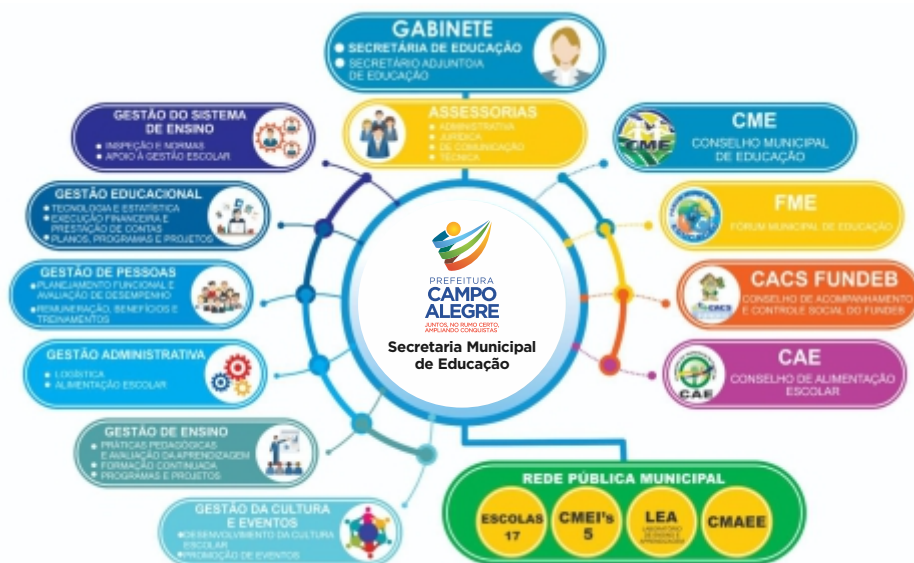 GABINETE
SECRETÁRIA DE EDUCAÇÃO
SECRETÁRIO ADJUNTO/A
DE EDUCAÇÃO
ASSESSORIAS
ADMINISTRATIVA
JURÍDICA
DE COMUNICAÇÃO
TÉCNICA
GESTÃO DO SISTEMA
DE ENSINO
INSPEÇÃO E NORMAS
APOIO À GESTÃO ESCOLAR
GESTÃO EDUCACIONAL
TECNOLOGIA E ESTATÍSTICA
EXECUÇÃO FINANCEIRA E
PRESTAÇÃO DE CONTAS
PLANOS, PROGRAMAS E PROJETOS
GESTÃO DE PESSOAS
PLANEJAMENTO FUNCIONAL E
AVALIAÇÃO DE DESEMPENHO
REMUNERAÇÃO, BENEFÍCIOS E
TREINAMENTOS
GESTÃO ADMINISTRATIVA
LOGÍSTICA
ALIMENTAÇÃO ESCOLAR
GESTÃO DE ENSINO
PRÁTICAS PEDAGÓGICAS
E AVALIAÇÃO DA APRENDIZAGEM
FORMAÇÃO CONTINUADA
PROGRAMAS E PROJETOS
GESTÃO DA CULTURA
E EVENTOS
DESENVOLVIMENTO DA CULTURA
ESCOLAR
PROMOÇÃO DE EVENTOS
PREFEITURA
CAMPO
ALEGRE
JUNTOS, NO RUMO CERTO,
AMPLIANDO CONQUISTAS
Secretaria Municipal
de Educação
CME
CME
CONSELHO MUNICIPAL
DE EDUCAÇÃO
FME
FÓRUM MUNICIPAL DE EDUCAÇÃO
CACS FUNDEB
CACS
CONSELHO DE ACOMPANHAMENTO
E CONTROLE SOCIAL DO FUNDEB
CAE
CAE
CONSELHO DE ALIMENTAÇÃO
ESCOLAR
REDE PÚBLICA MUNICIPAL
ESCOLAS
17
CMEI's
5
LEA
LABORATÓRIO
DE ENSINO E
APRENDIZAGEM
CMAEE